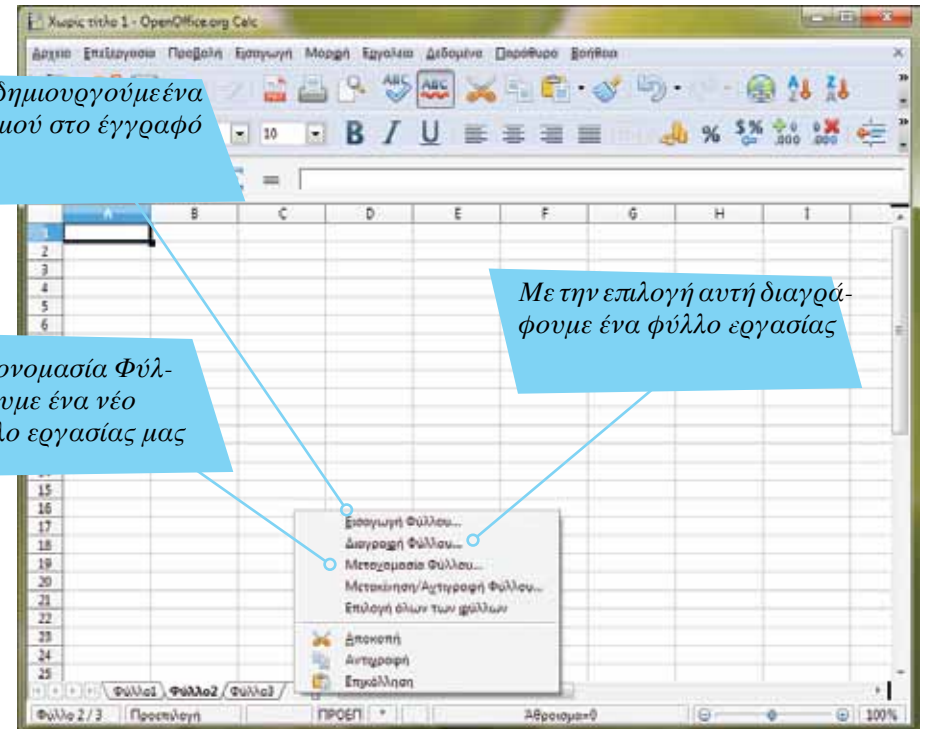 Χωρίς τίτλο 1 - OpenOffice.org Calc
Αρχείο Επεξεργασία Προβολή Εισαγωγή Μορφή Εργαλεία Δεδομένα Παράθυρο Βοήθεια
δημιουργούμε ένα
μού στο έγγραφό
10
B I U
A B C D E F G H I
1
2
3
4
5
6
Με την επιλογή αυτή διαγρά-
φουμε ένα φύλλο εργασίας
ονομασία Φύλ-
υμε ένα νέο
λο εργασίας μας
15
16
17
18
19
20
21
22
23
24
25
Εισαγωγή Φύλλου...
Διαγραφή Φύλλου...
Μετονομασία Φύλλου...
Μετακίνηση/Αντιγραφή Φύλλου...
Επιλογή όλων των φύλλων
Αποκοπή
Αντιγραφή
Επικόλληση
Φύλλο1 Φύλλο2 Φύλλο3
Φύλλο 2 / 3 Προεπιλογή ΠΡΟΕΠ * Άθροισμα=0 100%